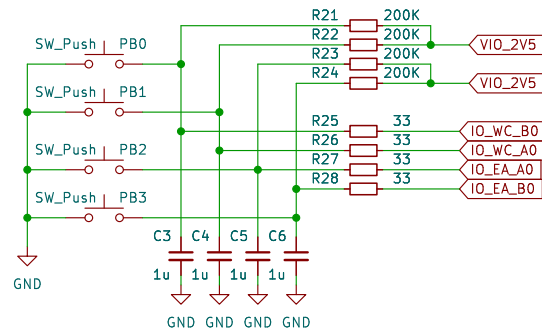 R21 200K
R22 200K
SW_Push PB0 VIO_2V5
R23 200K
R24 200K
SW_Push PB1 VIO_2V5
R25 33 IO_WC_B0
R26 33 IO_WC_A0
SW_Push PB2
R27 33 IO_EA_A0
R28 33 IO_EA_B0
SW_Push PB3
C3 C4 C5 C6
1u 1u 1u 1u
GND
GND GND GND GND